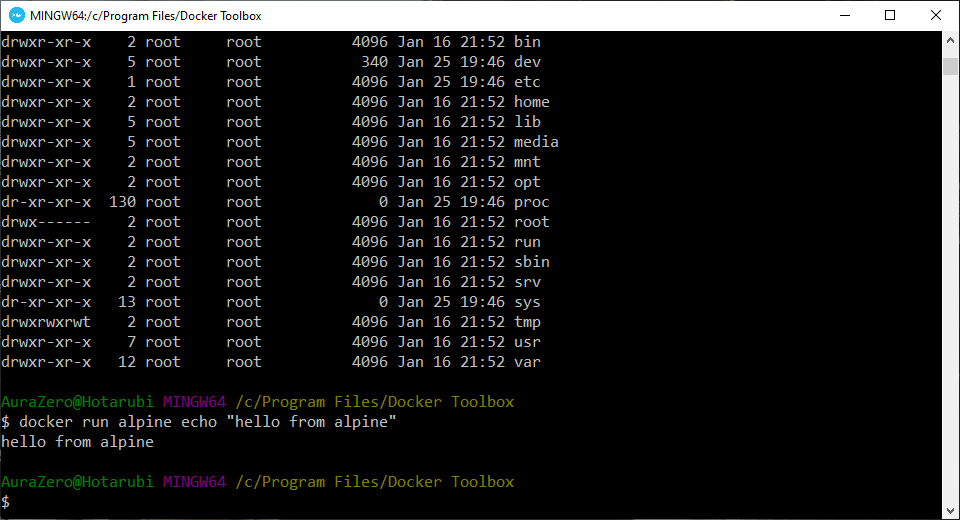 MINGW64:/c/Program Files/Docker Toolbox
drwxr-xr-x    2 root     root          4096 Jan 16 21:52 bin
drwxr-xr-x    5 root     root           340 Jan 25 19:46 dev
drwxr-xr-x    1 root     root          4096 Jan 25 19:46 etc
drwxr-xr-x    2 root     root          4096 Jan 16 21:52 home
drwxr-xr-x    5 root     root          4096 Jan 16 21:52 lib
drwxr-xr-x    5 root     root          4096 Jan 16 21:52 media
drwxr-xr-x    2 root     root          4096 Jan 16 21:52 mnt
drwxr-xr-x    2 root     root          4096 Jan 16 21:52 opt
dr-xr-xr-x  130 root     root             0 Jan 25 19:46 proc
drwx------    2 root     root          4096 Jan 16 21:52 root
drwxr-xr-x    2 root     root          4096 Jan 16 21:52 run
drwxr-xr-x    2 root     root          4096 Jan 16 21:52 sbin
drwxr-xr-x    2 root     root          4096 Jan 16 21:52 srv
dr-xr-xr-x   13 root     root             0 Jan 25 19:46 sys
drwxrwxrwt    2 root     root          4096 Jan 16 21:52 tmp
drwxr-xr-x    7 root     root          4096 Jan 16 21:52 usr
drwxr-xr-x   12 root     root          4096 Jan 16 21:52 var
AuraZero@Hotarubi MINGW64 /c/Program Files/Docker Toolbox
$ docker run alpine echo "hello from alpine"
hello from alpine
AuraZero@Hotarubi MINGW64 /c/Program Files/Docker Toolbox
$